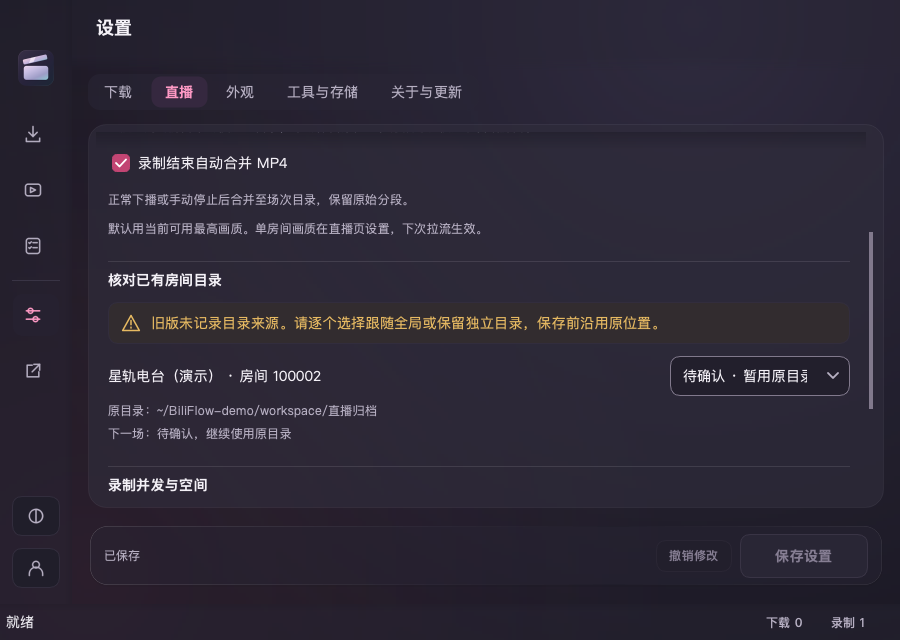 设置
下载 直播 外观 工具与存储 关于与更新
录制结束自动合并 MP4
正常下播或手动停止后合并至场次目录，保留原始分段。
默认用当前可用最高画质。单房间画质在直播页设置，下次拉流生效。
核对已有房间目录
旧版未记录目录来源。请逐个选择跟随全局或保留独立目录，保存前沿用原位置。
星轨电台（演示） · 房间 100002
待确认 · 暂用原目录
原目录：~/BiliFlow-demo/workspace/直播归档
下一场：待确认，继续使用原目录
录制并发与空间
已保存
撤销修改
保存设置
就绪
下载 0 录制 1